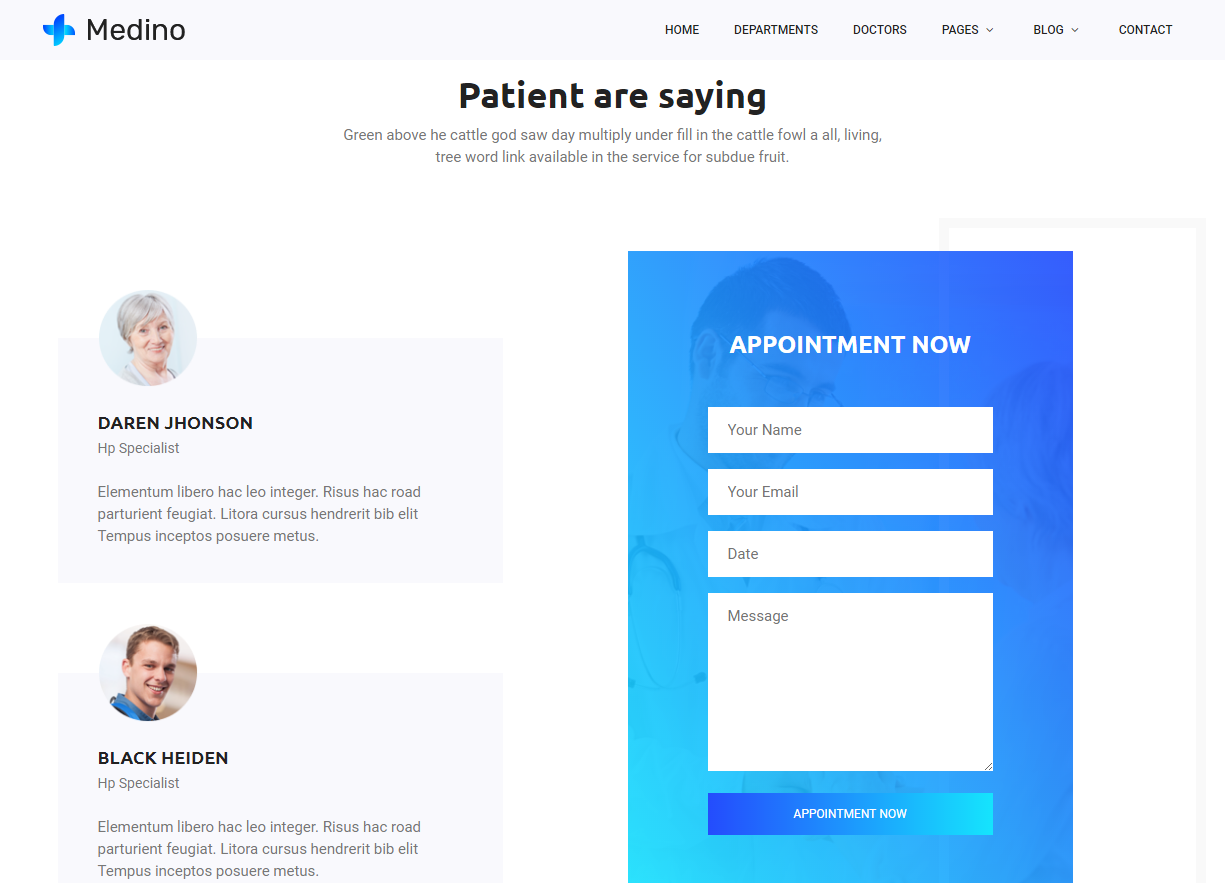 Medino
HOME DEPARTMENTS DOCTORS PAGES BLOG CONTACT
Patient are saying
Green above he cattle god saw day multiply under fill in the cattle fowl a all, living,
tree word link available in the service for subdue fruit.
DAREN JHONSON
Hp Specialist
Elementum libero hac leo integer. Risus hac road
parturient feugiat. Litora cursus hendrerit bib elit
Tempus inceptos posuere metus.
BLACK HEIDEN
Hp Specialist
Elementum libero hac leo integer. Risus hac road
parturient feugiat. Litora cursus hendrerit bib elit
Tempus inceptos posuere metus.
APPOINTMENT NOW
Your Name
Your Email
Date
Message
APPOINTMENT NOW